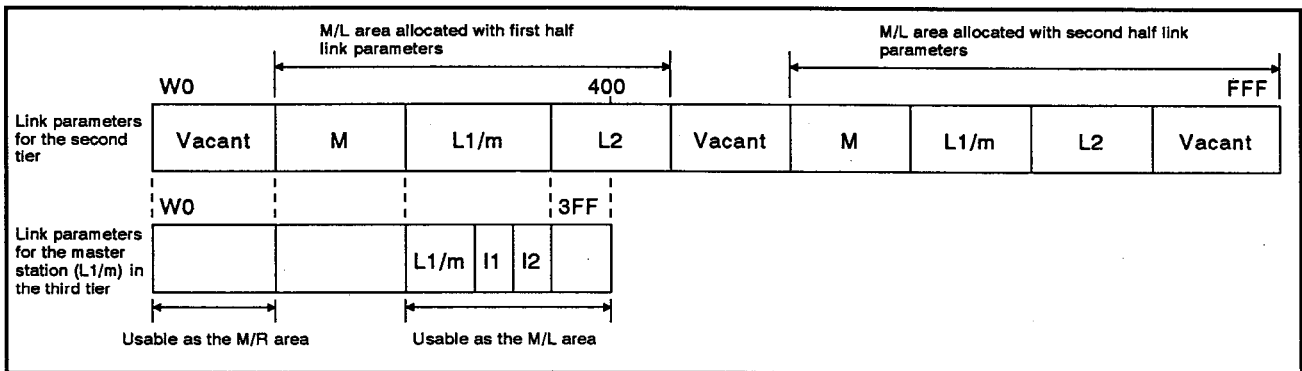 M/L area allocated with first half
link parameters
M/L area allocated with second half link
parameters
W0
400
FFF
Link parameters
for the second
tier
Vacant
M
L1/m
L2
Vacant
M
L1/m
L2
Vacant
W0
3FF
Link parameters
for the master
station (L1/m) in
the third tier
L1/m
l1
l2
Usable as the M/R area
Usable as the M/L area